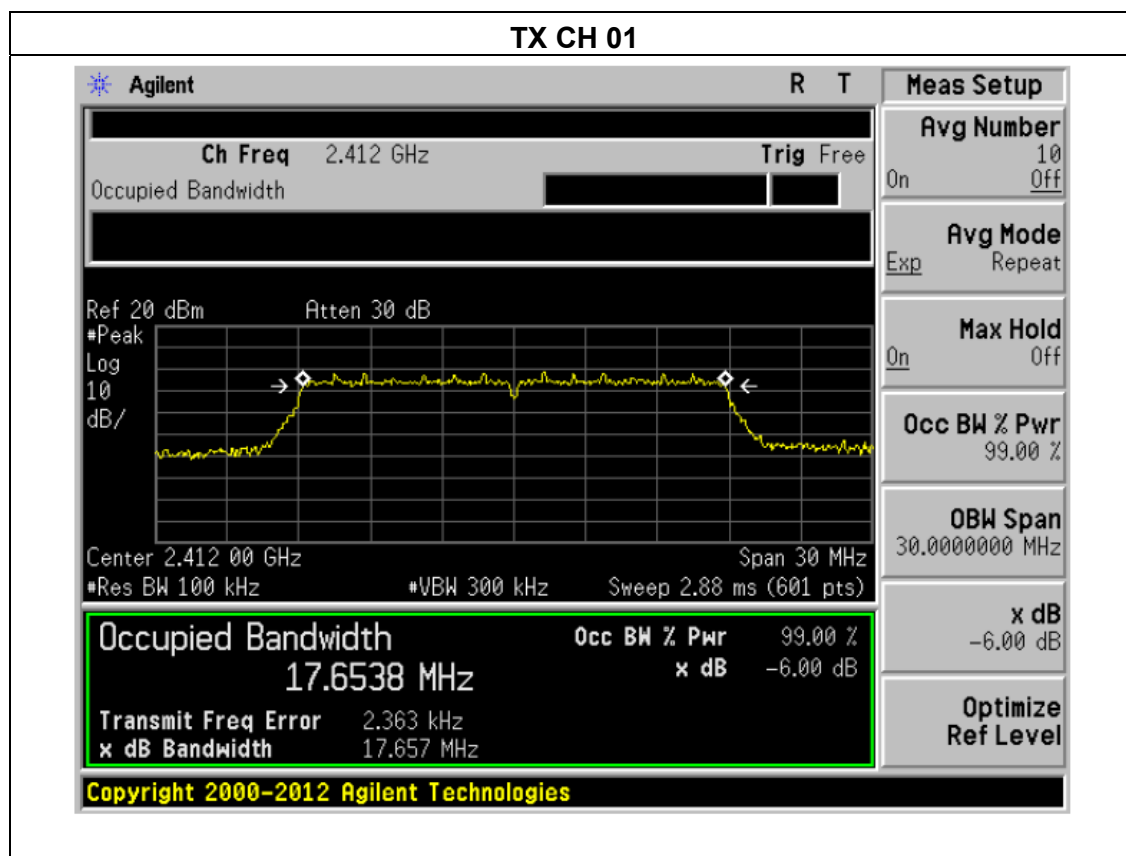 TX CH 01
Agilent R T
Ch Freq 2.412 GHz Trig Free
Occupied Bandwidth
Meas Setup
Avg Number
10
On Off
Avg Mode
Exp Repeat
Max Hold
On Off
Occ BW % Pwr
99.00 %
OBW Span
30.0000000 MHz
x dB
-6.00 dB
Optimize
Ref Level
Ref 20 dBm Atten 30 dB
#Peak
Log
10
dB/
Center 2.412 00 GHz Span 30 MHz
#Res BW 100 kHz #VBW 300 kHz Sweep 2.88 ms (601 pts)
Occupied Bandwidth Occ BW % Pwr 99.00 %
17.6538 MHz x dB -6.00 dB
Transmit Freq Error 2.363 kHz
x dB Bandwidth 17.657 MHz
Copyright 2000-2012 Agilent Technologies